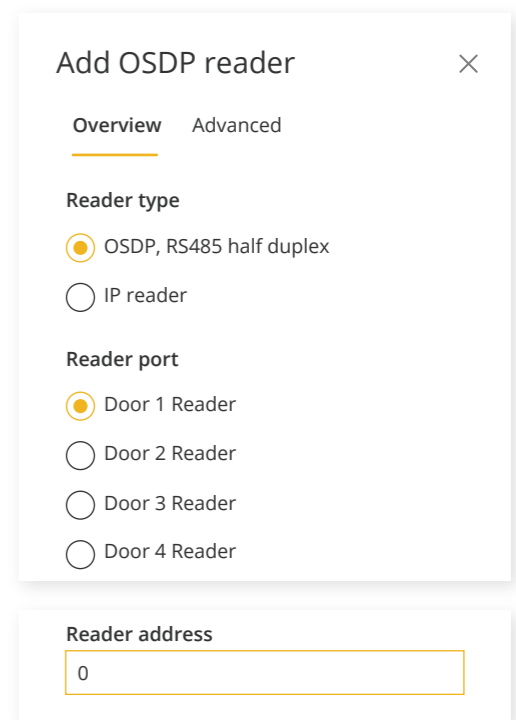 Add OSDP reader
Overview Advanced
Reader type
OSDP, RS485 half duplex
IP reader
Reader port
Door 1 Reader
Door 2 Reader
Door 3 Reader
Door 4 Reader
Reader address
0